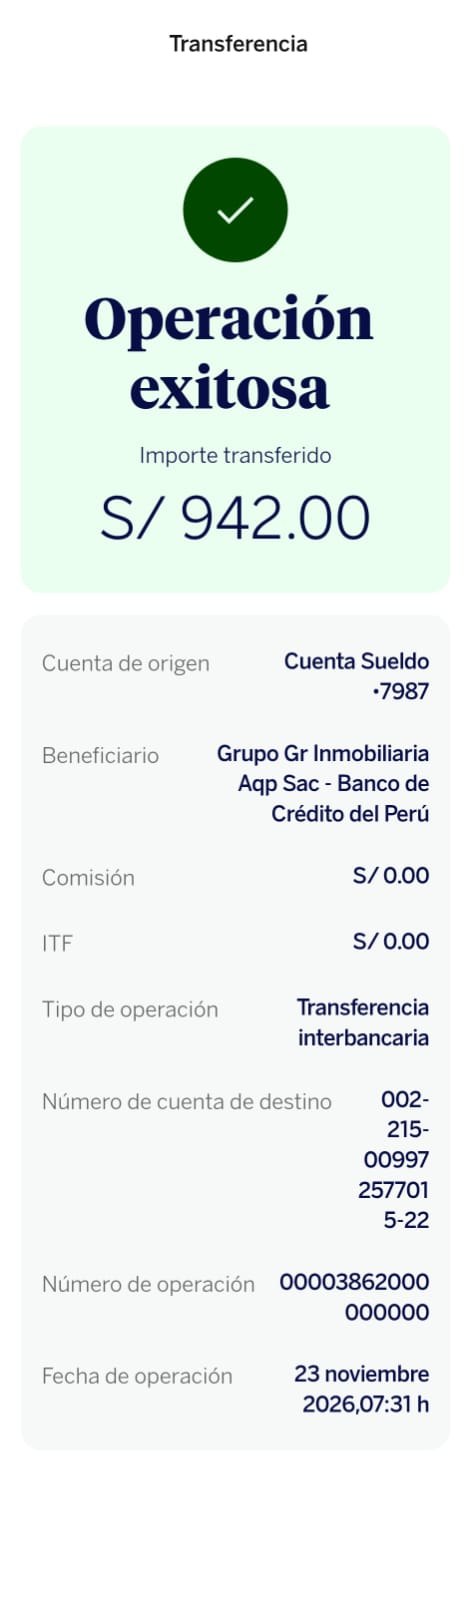 Transferencia
Operación
exitosa
Importe transferido
S/ 942.00
Cuenta de origen Cuenta Sueldo
•7987
Beneficiario Grupo Gr Inmobiliaria
Aqp Sac - Banco de
Crédito del Perú
Comisión S/ 0.00
ITF S/ 0.00
Tipo de operación Transferencia
interbancaria
Número de cuenta de destino 002-
215-
00997
257701
5-22
Número de operación 00003862000
000000
Fecha de operación 23 noviembre
2026,07:31 h